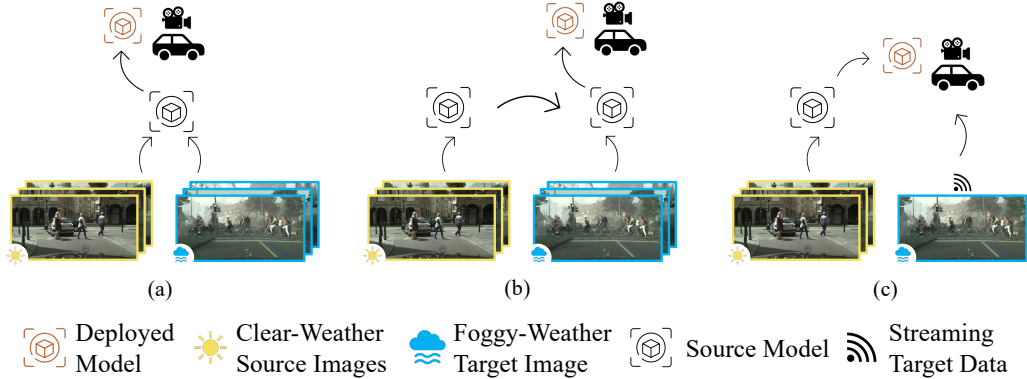 (a)
(b)
(c)
Deployed
Model
Clear-Weather
Source Images
Foggy-Weather
Target Image
Source Model
Streaming
Target Data